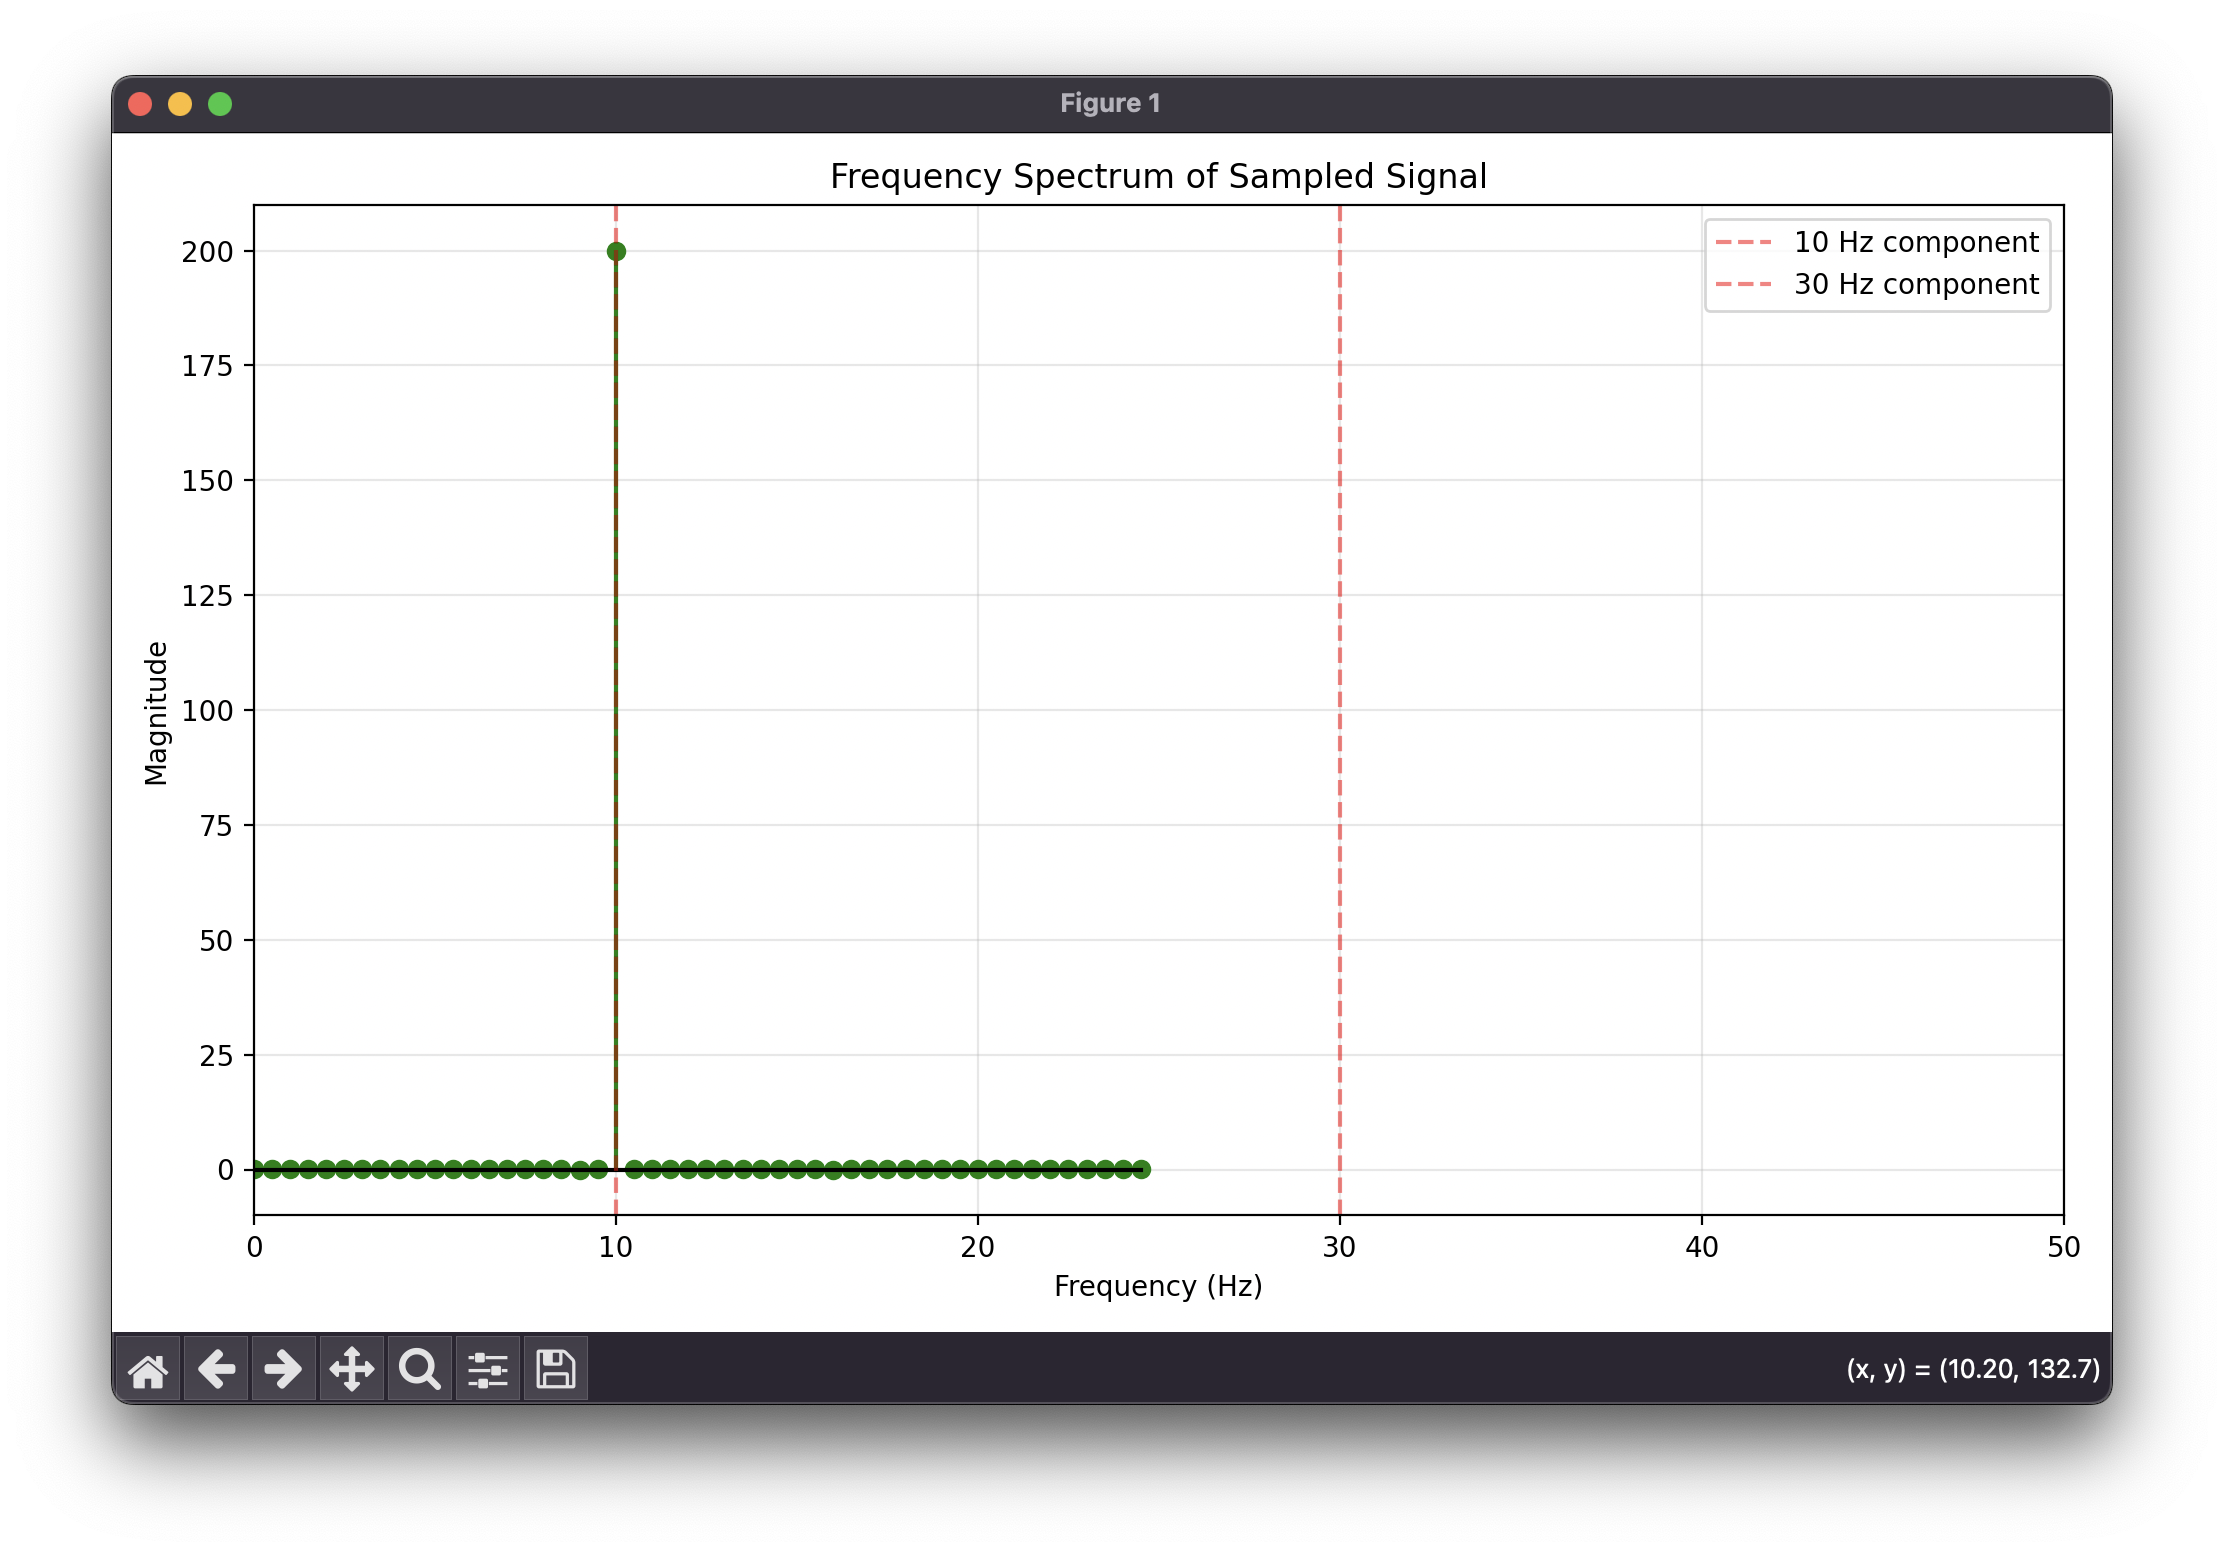 Figure 1
Frequency Spectrum of Sampled Signal
10 Hz component
30 Hz component
200
175
150
125
100
75
50
25
0
Magnitude
0 10 20 30 40 50
Frequency (Hz)
(x, y) = (10.20, 132.7)